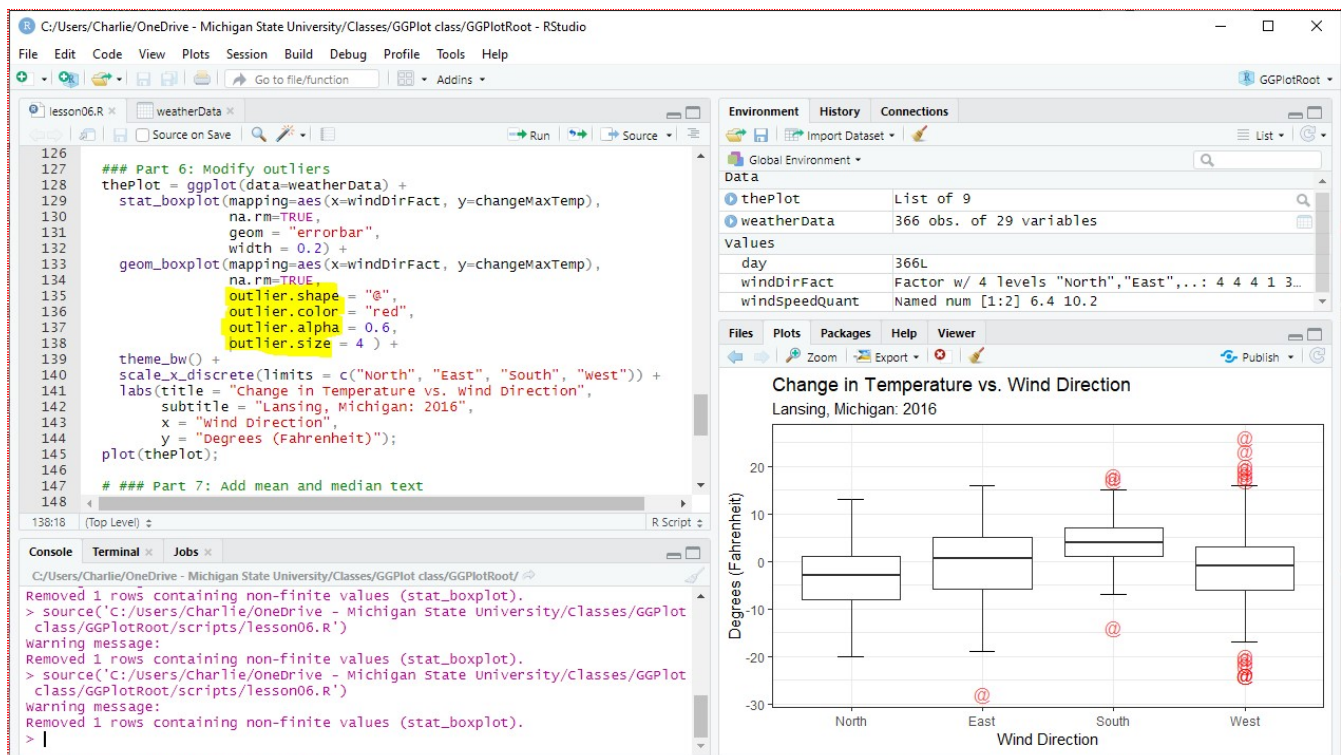 C:/Users/Charlie/OneDrive - Michigan State University/Classes/GGPlot class/GGPlotRoot - RStudio
File Edit Code View Plots Session Build Debug Profile Tools Help
Go to file/function Addins GGPlotRoot
lesson06.R weatherData
Source on Save Run Source
126
127 ### Part 6: Modify outliers
128 thePlot = ggplot(data=weatherData) +
129 stat_boxplot(mapping=aes(x=windDirFact, y=changeMaxTemp),
130 na.rm=TRUE,
131 geom = "errorbar",
132 width = 0.2) +
133 geom_boxplot(mapping=aes(x=windDirFact, y=changeMaxTemp),
134 na.rm=TRUE,
135 outlier.shape = "@",
136 outlier.color = "red",
137 outlier.alpha = 0.6,
138 outlier.size = 4 ) +
139 theme_bw() +
140 scale_x_discrete(limits = c("North", "East", "South", "West")) +
141 labs(title = "Change in Temperature vs. Wind Direction",
142 subtitle = "Lansing, Michigan: 2016",
143 x = "Wind Direction",
144 y = "Degrees (Fahrenheit)");
145 plot(thePlot);
146
147 # ### Part 7: Add mean and median text
148
138:18 (Top Level) R Script
Console Terminal Jobs
C:/Users/Charlie/OneDrive - Michigan State University/Classes/GGPlot class/GGPlotRoot/
Removed 1 rows containing non-finite values (stat_boxplot).
> source('C:/Users/Charlie/OneDrive - Michigan State University/Classes/GGPlot
class/GGPlotRoot/scripts/lesson06.R')
Warning message:
Removed 1 rows containing non-finite values (stat_boxplot).
> source('C:/Users/Charlie/OneDrive - Michigan State University/Classes/GGPlot
class/GGPlotRoot/scripts/lesson06.R')
Warning message:
Removed 1 rows containing non-finite values (stat_boxplot).
>
Environment History Connections
Import Dataset List
Global Environment
Data
thePlot List of 9
weatherData 366 obs. of 29 variables
Values
day 366L
windDirFact Factor w/ 4 levels "North","East",..: 4 4 4 1 3…
windSpeedQuant Named num [1:2] 6.4 10.2
Files Plots Packages Help Viewer
Zoom Export Publish
Change in Temperature vs. Wind Direction
Lansing, Michigan: 2016
Degrees (Fahrenheit)
20
10
0
-10
-20
-30
North East South West
Wind Direction